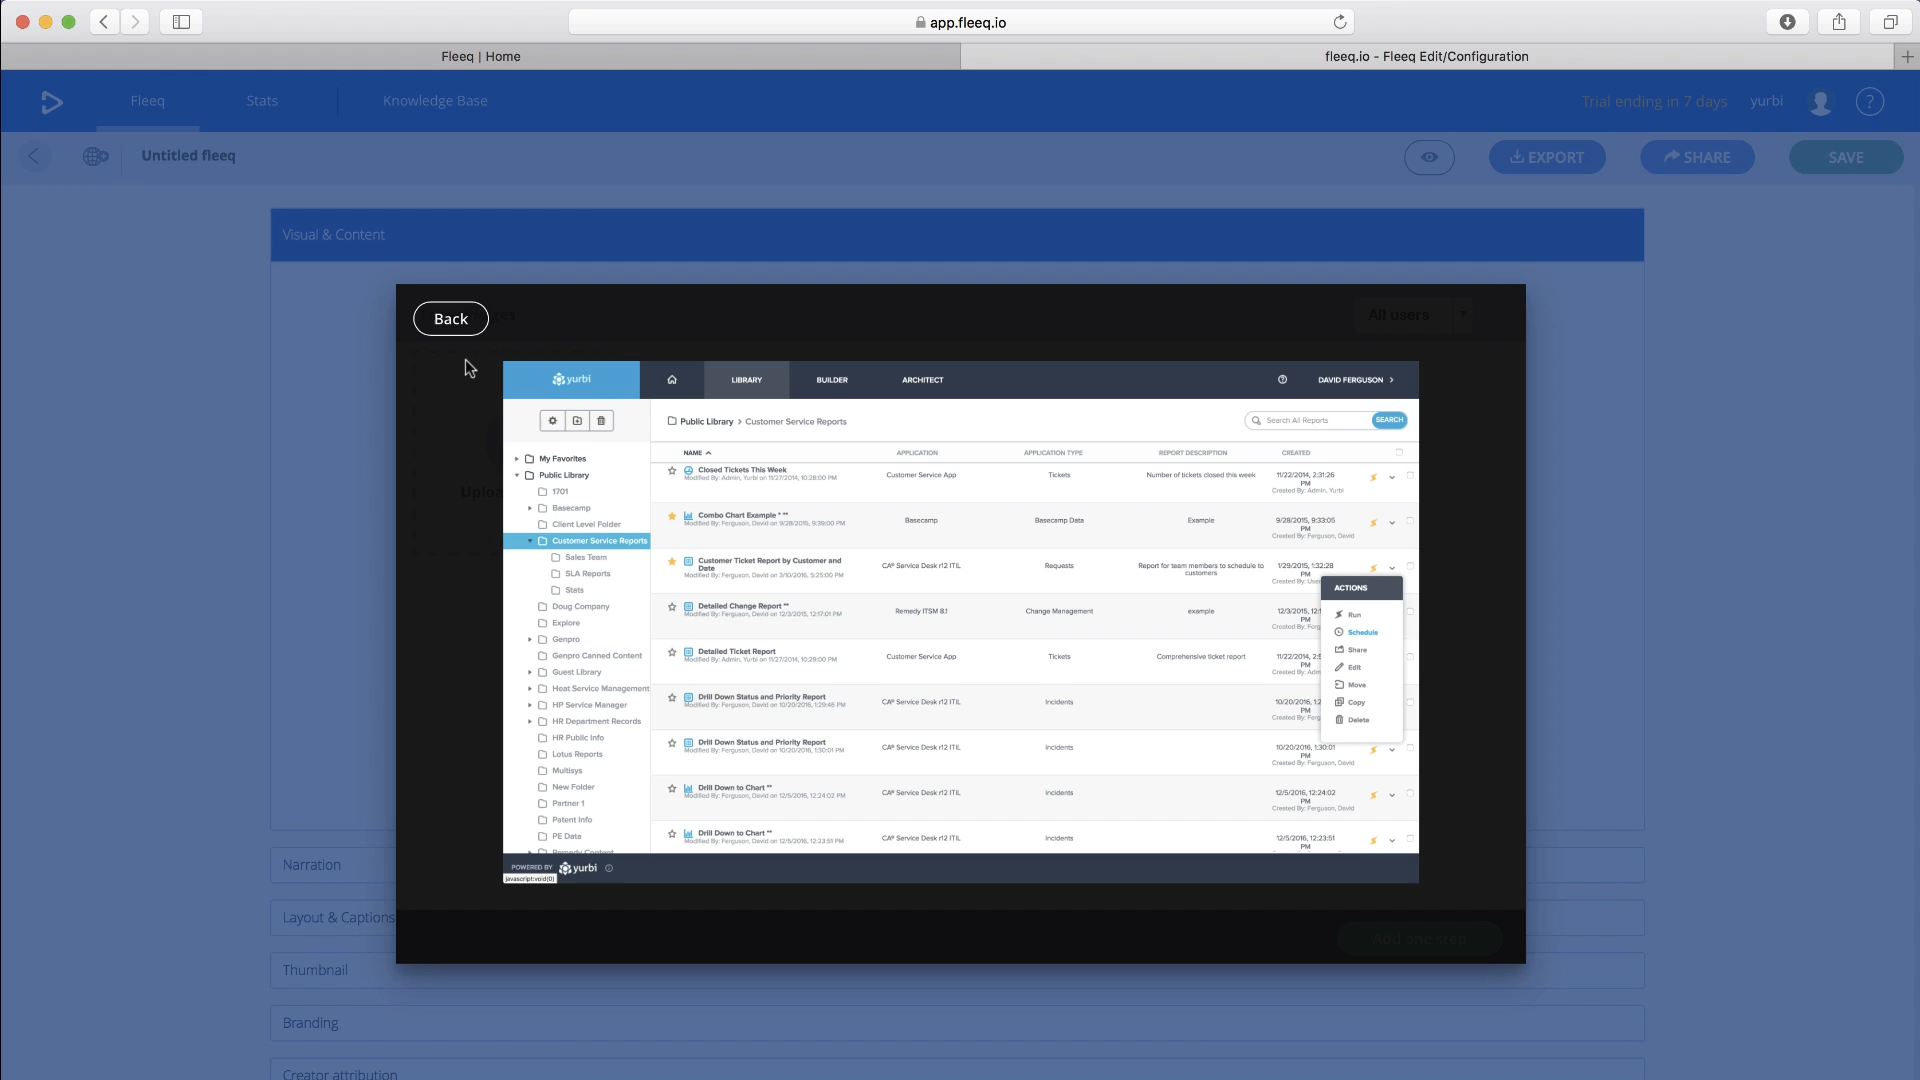 app.fleeq.io
Fleeq | Home
fleeq.io - Fleeq Edit/Configuration
Fleeq
Stats
Knowledge Base
Trial ending in 7 days
yurbi
?
Untitled fleeq
EXPORT
SHARE
SAVE
Visual & Content
Back
All users
yurbi
LIBRARY
BUILDER
ARCHITECT
DAVID FERGUSON
Public Library > Customer Service Reports
Search All Reports
SEARCH
NAME
APPLICATION
APPLICATION TYPE
REPORT DESCRIPTION
CREATED
My Favorites
Public Library
1701
Basecamp
Client Level Folder
Customer Service Reports
Sales Team
SLA Reports
Stats
Doug Company
Explore
Genpro
Genpro Canned Content
Guest Library
Heat Service Management
HP Service Manager
HR Department Records
HR Public Info
Lotus Reports
Multisys
New Folder
Partner 1
Patent Info
PE Data
Remedy Content
Closed Tickets This Week
Modified By: Admin, Yurbi on 11/27/2014, 10:28:00 PM
Customer Service App
Tickets
Number of tickets closed this week
11/22/2014, 2:31:26
PM
Created By: Admin, Yurbi
Combo Chart Example * **
Modified By: Ferguson, David on 9/28/2015, 9:39:00 PM
Basecamp
Basecamp Data
Example
9/28/2015, 9:33:05
PM
Created By: Ferguson, David
Customer Ticket Report by Customer and
Date
Modified By: Ferguson, David on 3/10/2016, 5:25:00 PM
CA® Service Desk r12 ITIL
Requests
Report for team members to schedule to
customers
1/29/2015, 1:32:28
PM
Created By: Use
Detailed Change Report **
Modified By: Ferguson, David on 12/3/2015, 12:17:01 PM
Remedy ITSM 8.1
Change Management
example
12/3/2015, 12:1
PM
Created By: Ferg
Detailed Ticket Report
Modified By: Admin, Yurbi on 11/27/2014, 10:29:00 PM
Customer Service App
Tickets
Comprehensive ticket report
11/22/2014, 2:5
PM
Created By: Adm
Drill Down Status and Priority Report
Modified By: Ferguson, David on 10/20/2016, 1:29:46 PM
CA® Service Desk r12 ITIL
Incidents
10/20/2016, 1:2
PM
Created By: Ferg
Drill Down Status and Priority Report
Modified By: Ferguson, David on 10/20/2016, 1:30:01 PM
CA® Service Desk r12 ITIL
Incidents
10/20/2016, 1:30:01
PM
Created By: Ferguson, David
Drill Down to Chart **
Modified By: Ferguson, David on 12/5/2016, 12:24:02 PM
CA® Service Desk r12 ITIL
Incidents
12/5/2016, 12:24:02
PM
Created By: Ferguson, David
Drill Down to Chart **
Modified By: Ferguson, David on 12/5/2016, 12:23:51 PM
CA® Service Desk r12 ITIL
Incidents
12/5/2016, 12:23:51
PM
ACTIONS
Run
Schedule
Share
Edit
Move
Copy
Delete
POWERED BY yurbi
javascript:void(0)
Add one step
Narration
Layout & Captions
Thumbnail
Branding
Creator attribution